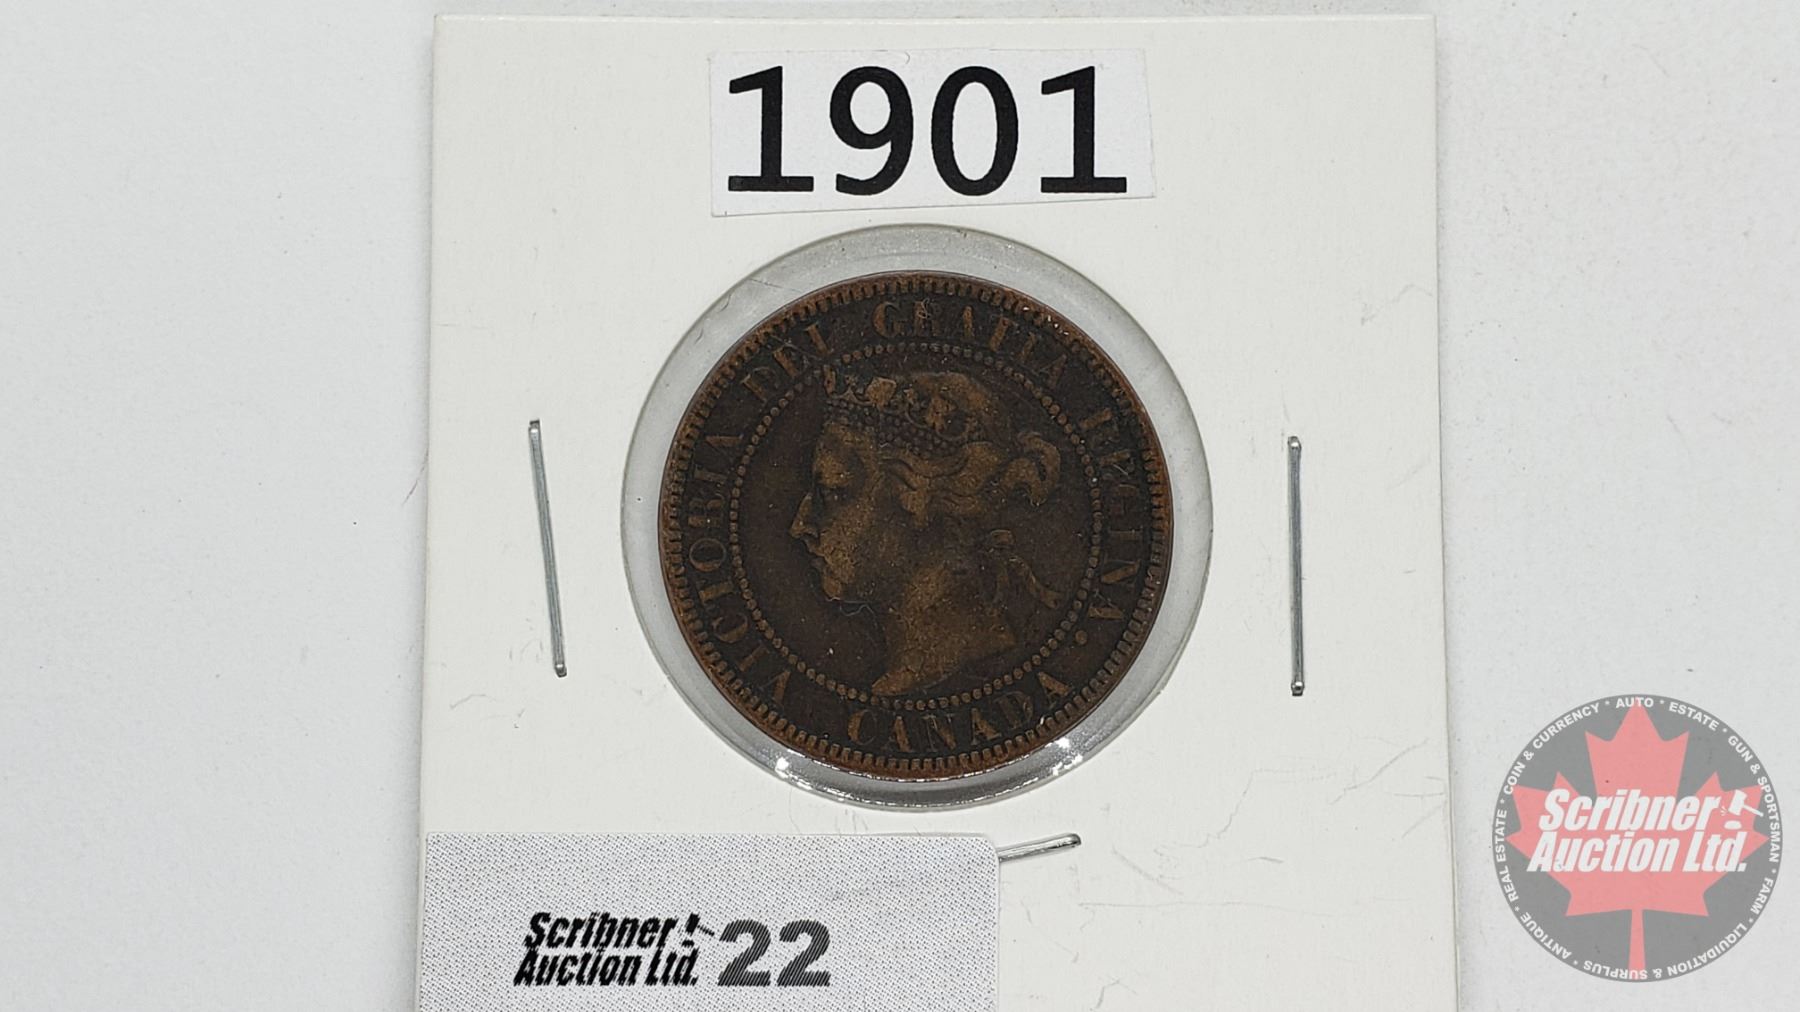 1901
VICTORIA DEI GRATIA REGINA.
CANADA
Scribner
Auction Ltd. 22
COIN & CURRENCY * AUTO * ESTATE * GUN & SPORTSMAN * FARM * LIQUIDATION & SURPLUS * ANTIQUE * REAL ESTATE *
Scribner
Auction Ltd.